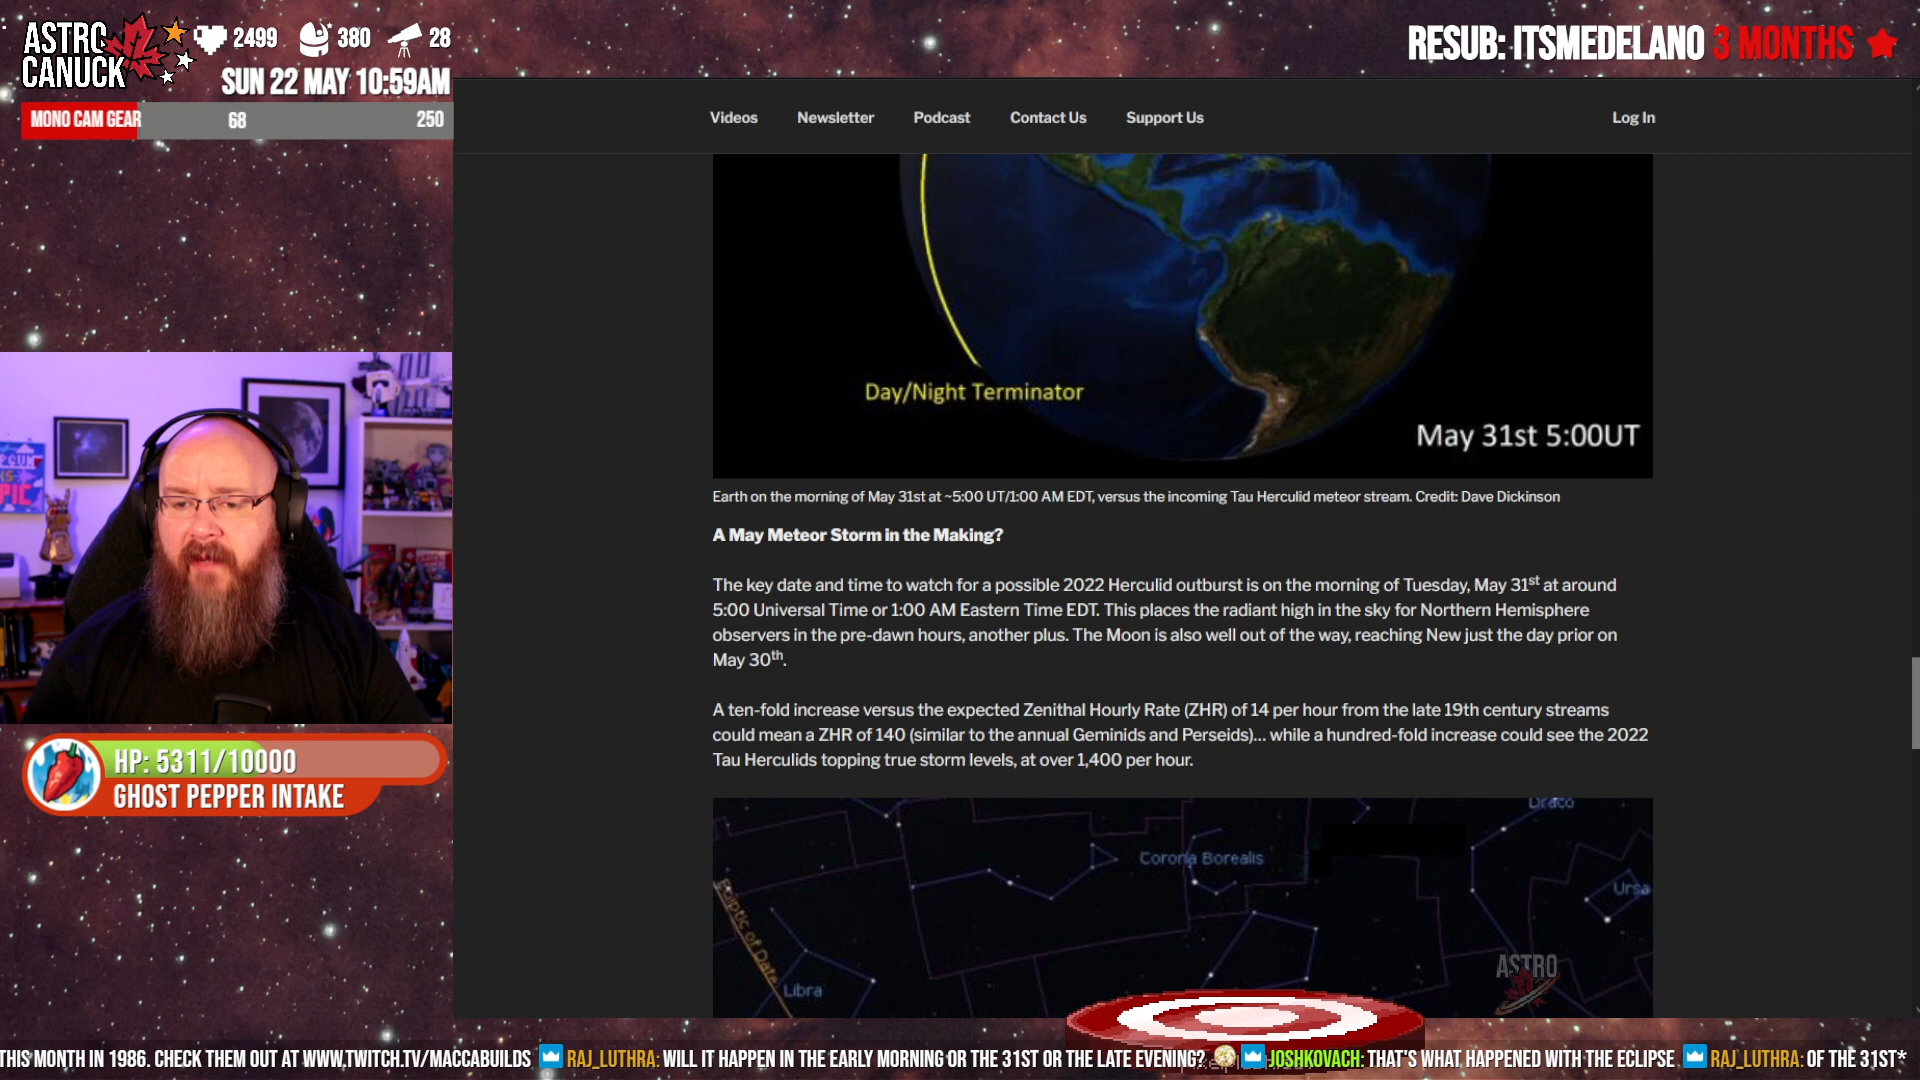 ASTRO
CANUCK
2499
380
28
SUN 22 MAY 10:59AM
MONO CAM GEAR
68
250
RESUB: ITSMEDELANO 3 MONTHS
Videos
Newsletter
Podcast
Contact Us
Support Us
Log In
Day/Night Terminator
May 31st 5:00UT
Earth on the morning of May 31st at ~5:00 UT/1:00 AM EDT, versus the incoming Tau Herculid meteor stream. Credit: Dave Dickinson
A May Meteor Storm in the Making?
The key date and time to watch for a possible 2022 Herculid outburst is on the morning of Tuesday, May 31st at around
5:00 Universal Time or 1:00 AM Eastern Time EDT. This places the radiant high in the sky for Northern Hemisphere
observers in the pre-dawn hours, another plus. The Moon is also well out of the way, reaching New just the day prior on
May 30th.
A ten-fold increase versus the expected Zenithal Hourly Rate (ZHR) of 14 per hour from the late 19th century streams
could mean a ZHR of 140 (similar to the annual Geminids and Perseids)... while a hundred-fold increase could see the 2022
Tau Herculids topping true storm levels, at over 1,400 per hour.
Draco
Corona Borealis
Ursa
Ecliptic of Date
Libra
ASTRO
HP: 5311/10000
GHOST PEPPER INTAKE
THIS MONTH IN 1986. CHECK THEM OUT AT WWW.TWITCH.TV/MACCABUILDS RAJ_LUTHRA: WILL IT HAPPEN IN THE EARLY MORNING OR THE 31ST OR THE LATE EVENING? JOSHKOVACH: THAT'S WHAT HAPPENED WITH THE ECLIPSE RAJ_LUTHRA: OF THE 31ST*